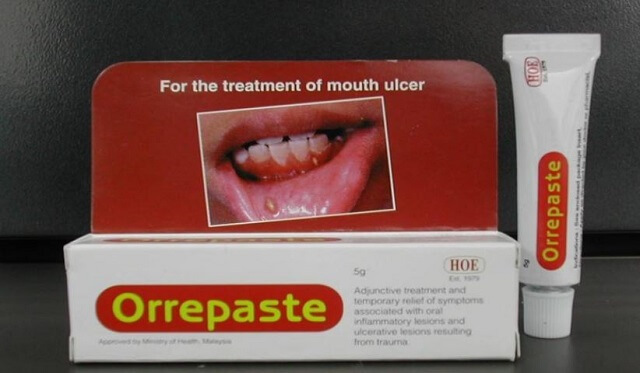 For the treatment of mouth ulcer
HOE
Orrepaste
5g
HOE
Est. 1979
Orrepaste
Adjunctive treatment and
temporary relief of symptoms
associated with oral
inflammatory lesions and
ulcerative lesions resulting
from trauma.
Approved by Ministry of Health, Malaysia